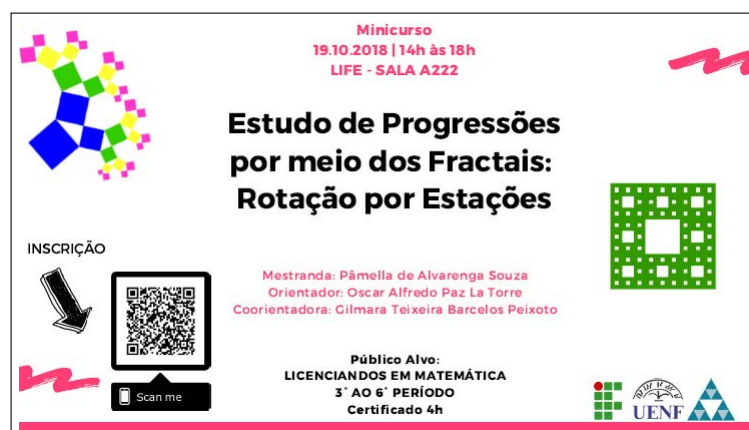 Minicurso
19.10.2018 | 14h às 18h
LIFE - SALA A222
Estudo de Progressões
por meio dos Fractais:
Rotação por Estações
INSCRIÇÃO
Mestranda: Pâmella de Alvarenga Souza
Orientador: Oscar Alfredo Paz La Torre
Coorientadora: Gilmara Teixeira Barcelos Peixoto
Scan me
Público Alvo:
LICENCIANDOS EM MATEMÁTICA
3˚ AO 6˚ PERÍODO
Certificado 4h
UENF